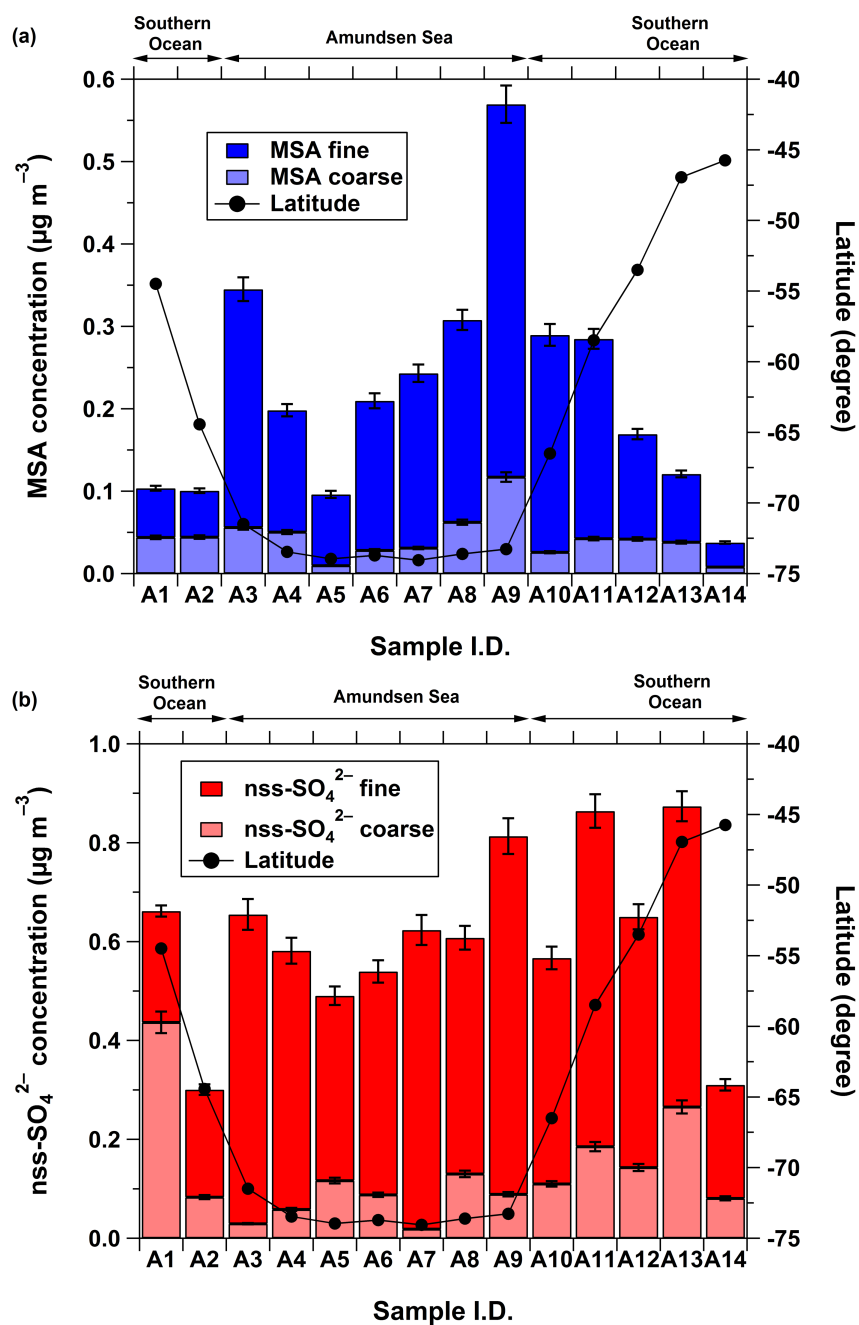 (a)
Southern
Ocean
Amundsen Sea
Southern
Ocean
0.6
0.5
0.4
0.3
0.2
0.1
0.0
MSA concentration (µg m⁻³)
MSA fine
MSA coarse
Latitude
-40
-45
-50
-55
-60
-65
-70
-75
Latitude (degree)
A1 A2 A3 A4 A5 A6 A7 A8 A9 A10 A11 A12 A13 A14
Sample I.D.
(b)
Southern
Ocean
Amundsen Sea
Southern
Ocean
1.0
0.8
0.6
0.4
0.2
0.0
nss-SO₄²⁻ concentration (µg m⁻³)
nss-SO₄²⁻ fine
nss-SO₄²⁻ coarse
Latitude
-40
-45
-50
-55
-60
-65
-70
-75
Latitude (degree)
A1 A2 A3 A4 A5 A6 A7 A8 A9 A10 A11 A12 A13 A14
Sample I.D.